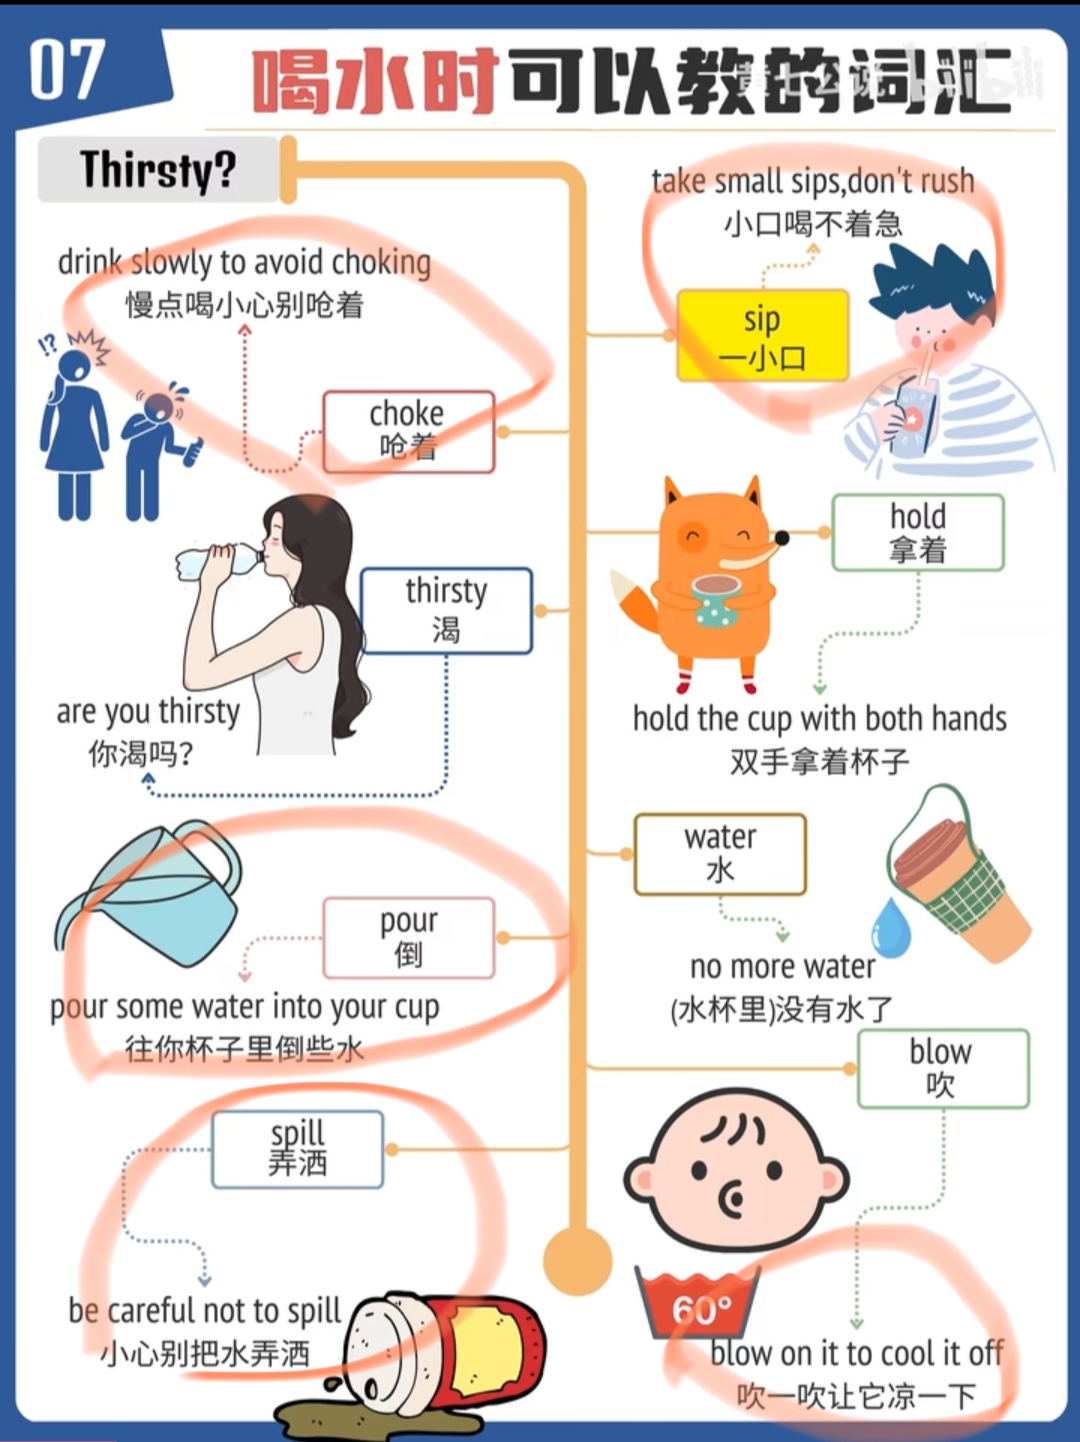 07
喝水时可以教的词汇
黄七公说 bilibili
Thirsty?
take small sips,don't rush
小口喝不着急
drink slowly to avoid choking
慢点喝小心别呛着
sip
一小口
!?
choke
呛着
hold
拿着
thirsty
渴
hold the cup with both hands
双手拿着杯子
are you thirsty
你渴吗?
water
水
pour
倒
no more water
(水杯里)没有水了
pour some water into your cup
往你杯子里倒些水
blow
吹
spill
弄洒
60°
be careful not to spill
小心别把水弄洒
blow on it to cool it off
吹一吹让它凉一下